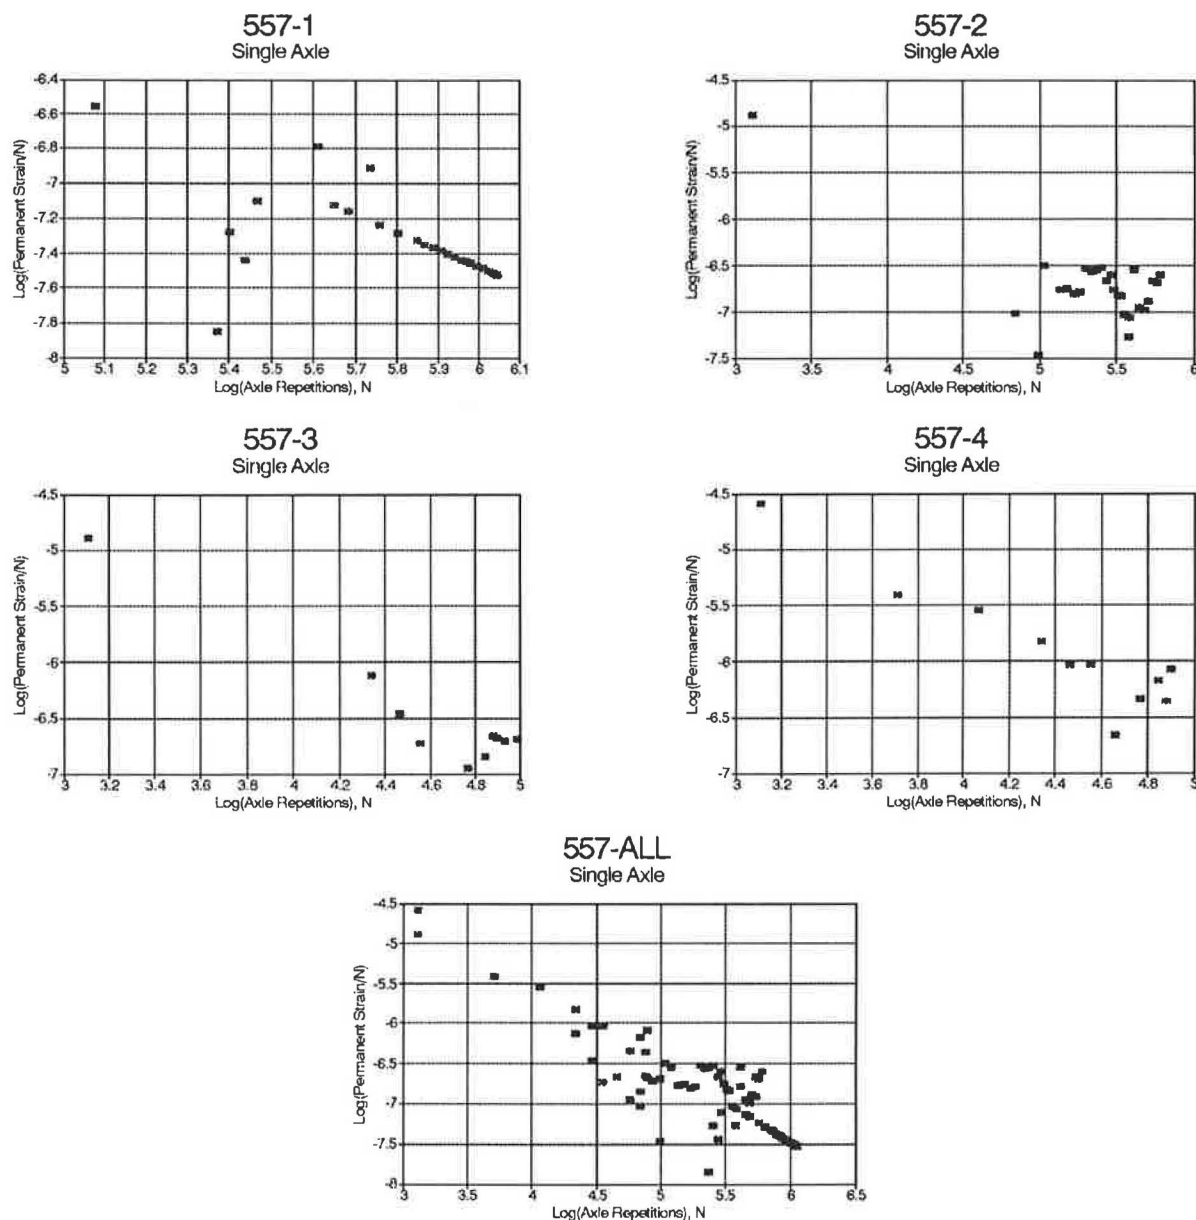 557-1
Single Axle
Log(Permanent Strain/N)
-6.4
-6.6
-6.8
-7
-7.2
-7.4
-7.6
-7.8
-8
5 5.1 5.2 5.3 5.4 5.5 5.6 5.7 5.8 5.9 6 6.1
Log(Axle Repetitions), N
557-2
Single Axle
Log(Permanent Strain/N)
-4.5
-5
-5.5
-6
-6.5
-7
-7.5
3 3.5 4 4.5 5 5.5 6
Log(Axle Repetitions), N
557-3
Single Axle
Log(Permanent Strain/N)
-4.5
-5
-5.5
-6
-6.5
-7
3 3.2 3.4 3.6 3.8 4 4.2 4.4 4.6 4.8 5
Log(Axle Repetitions), N
557-4
Single Axle
Log(Permanent Strain/N)
-4.5
-5
-5.5
-6
-6.5
-7
3 3.2 3.4 3.6 3.8 4 4.2 4.4 4.6 4.8 5
Log(Axle Repetitions), N
557-ALL
Single Axle
Log(Permanent Strain/N)
-4.5
-5
-5.5
-6
-6.5
-7
-7.5
-8
3 3.5 4 4.5 5 5.5 6 6.5
Log(Axle Repetitions), N